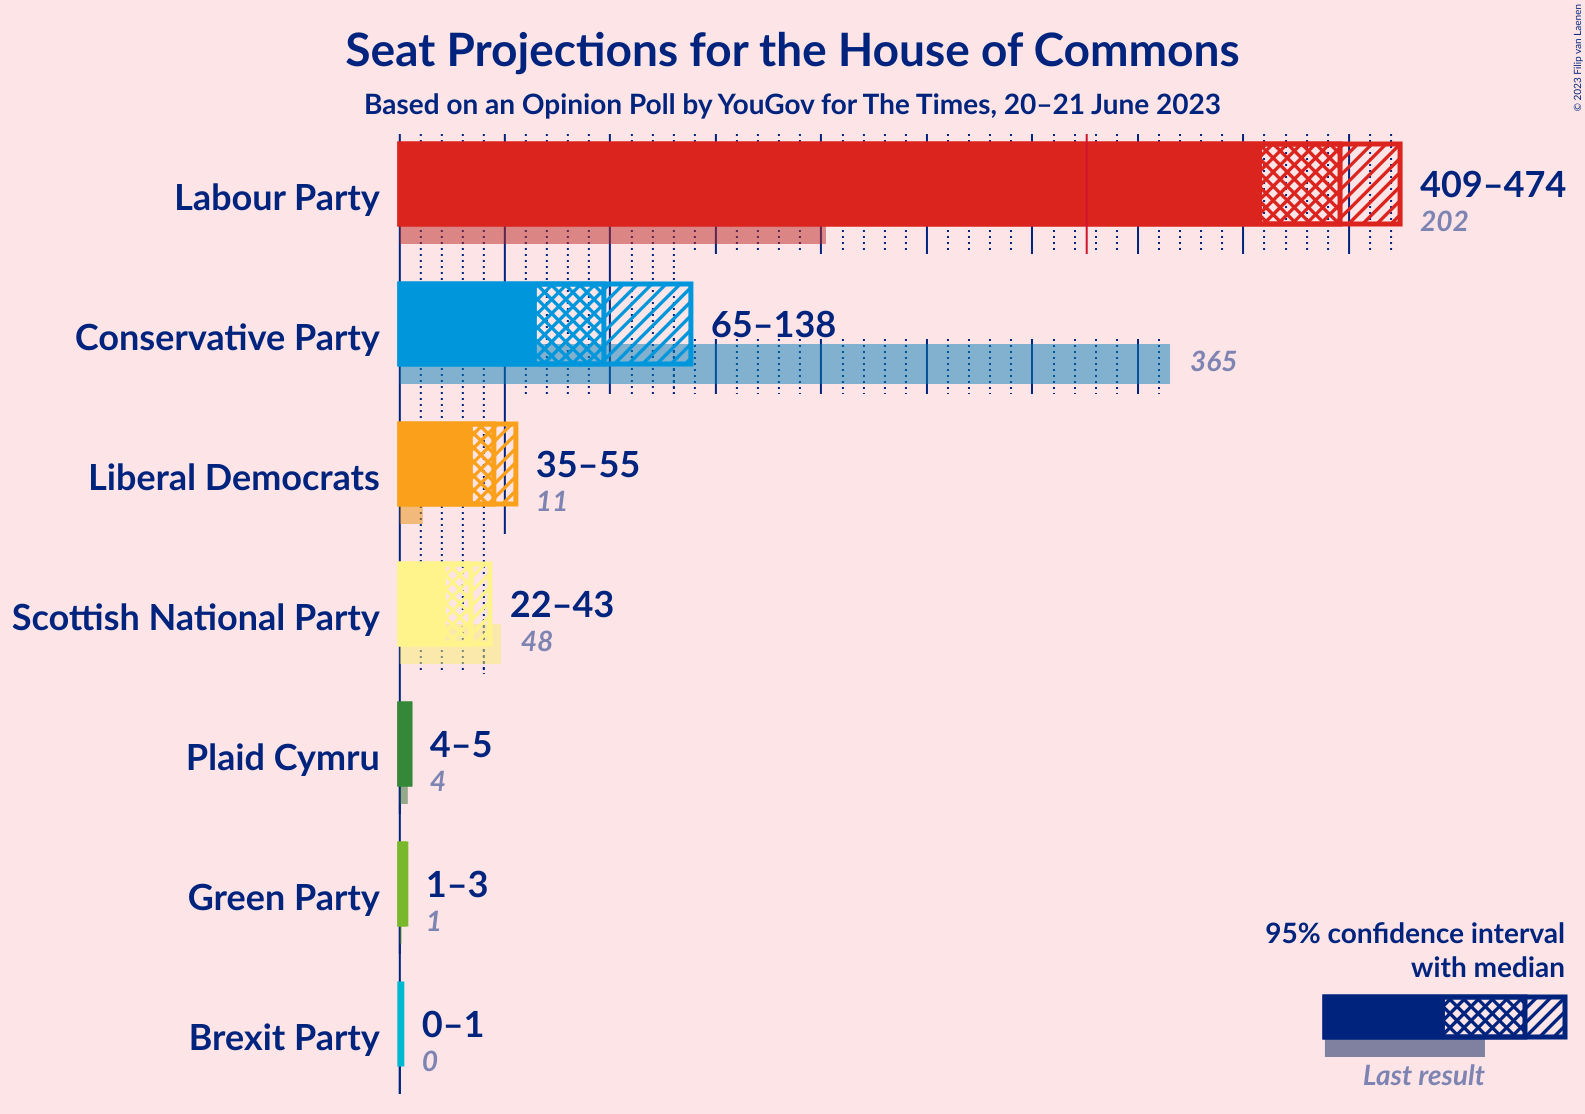 Seat Projections for the House of Commons
Based on an Opinion Poll by YouGov for The Times, 20–21 June 2023
© 2023 Filip van Laenen
Labour Party
409–474
202
Conservative Party
65–138
365
Liberal Democrats
35–55
11
Scottish National Party
22–43
48
Plaid Cymru
4–5
4
Green Party
1–3
1
Brexit Party
0–1
0
95% confidence interval
with median
Last result